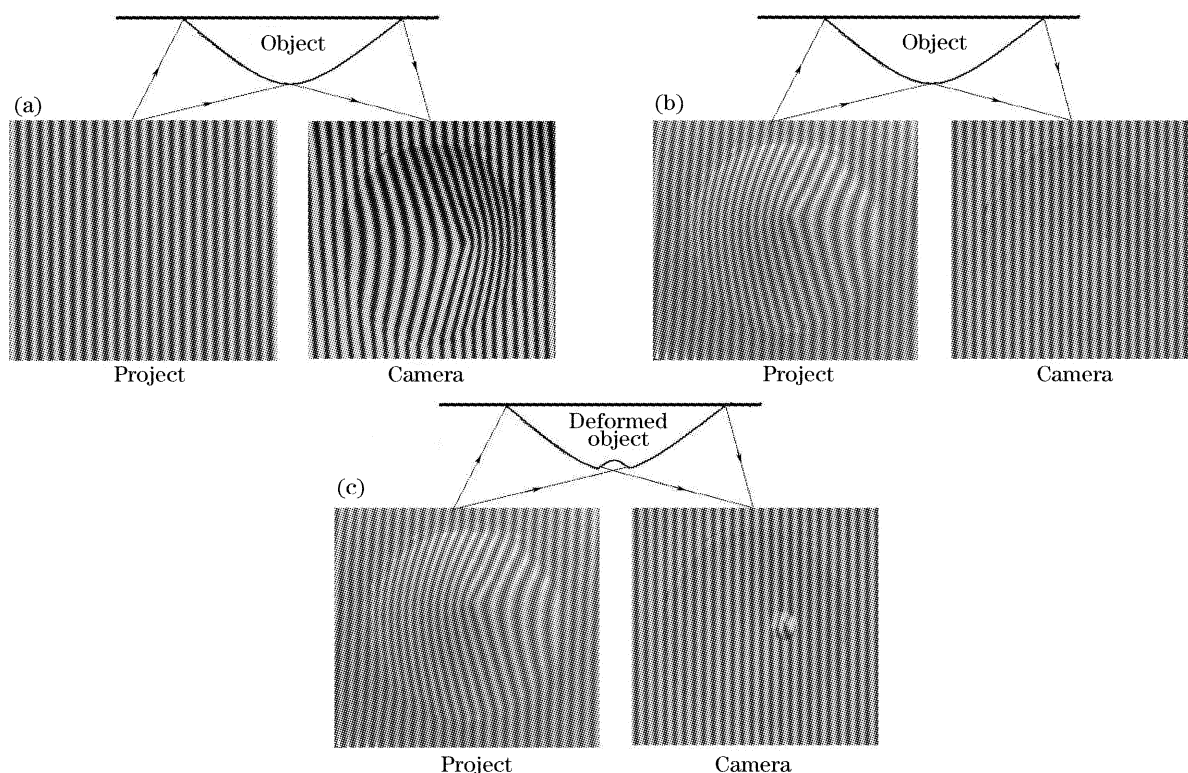 Object
(a)
Project
Camera
Object
(b)
Project
Camera
Deformed
object
(c)
Project
Camera